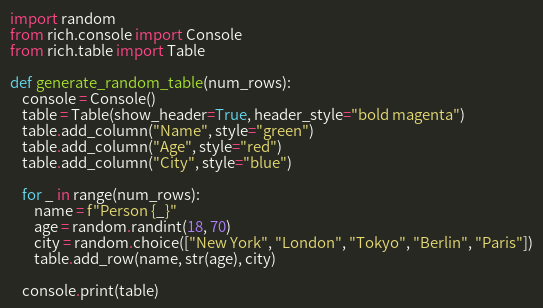 import random
from rich.console import Console
from rich.table import Table

def generate_random_table(num_rows):
    console = Console()
    table = Table(show_header=True, header_style="bold magenta")
    table.add_column("Name", style="green")
    table.add_column("Age", style="red")
    table.add_column("City", style="blue")

    for _ in range(num_rows):
        name = f"Person {_}"
        age = random.randint(18, 70)
        city = random.choice(["New York", "London", "Tokyo", "Berlin", "Paris"])
        table.add_row(name, str(age), city)

    console.print(table)